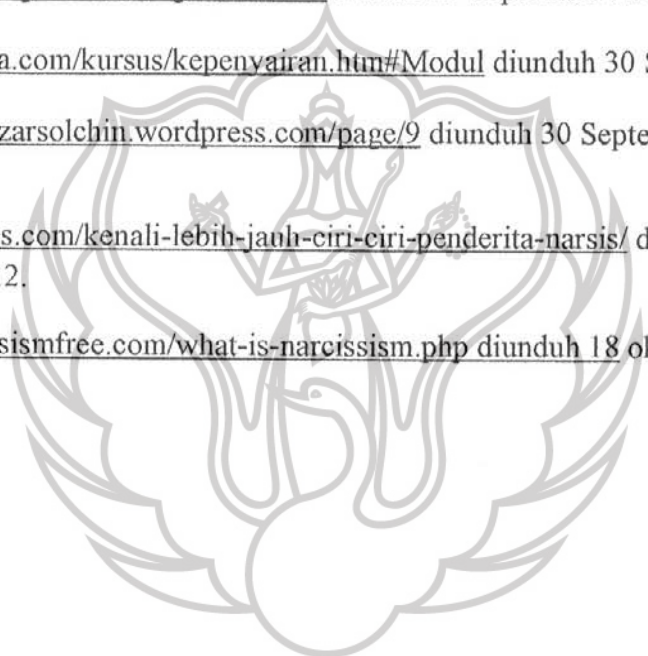 a.com/kursus/kepenyairan.htm#Modul diunduh 30 S
zarsolchin.wordpress.com/page/9 diunduh 30 Septe
s.com/kenali-lebih-jauh-ciri-ciri-penderita-narsis/ d
2.
sismfree.com/what-is-narcissism.php diunduh 18 ok